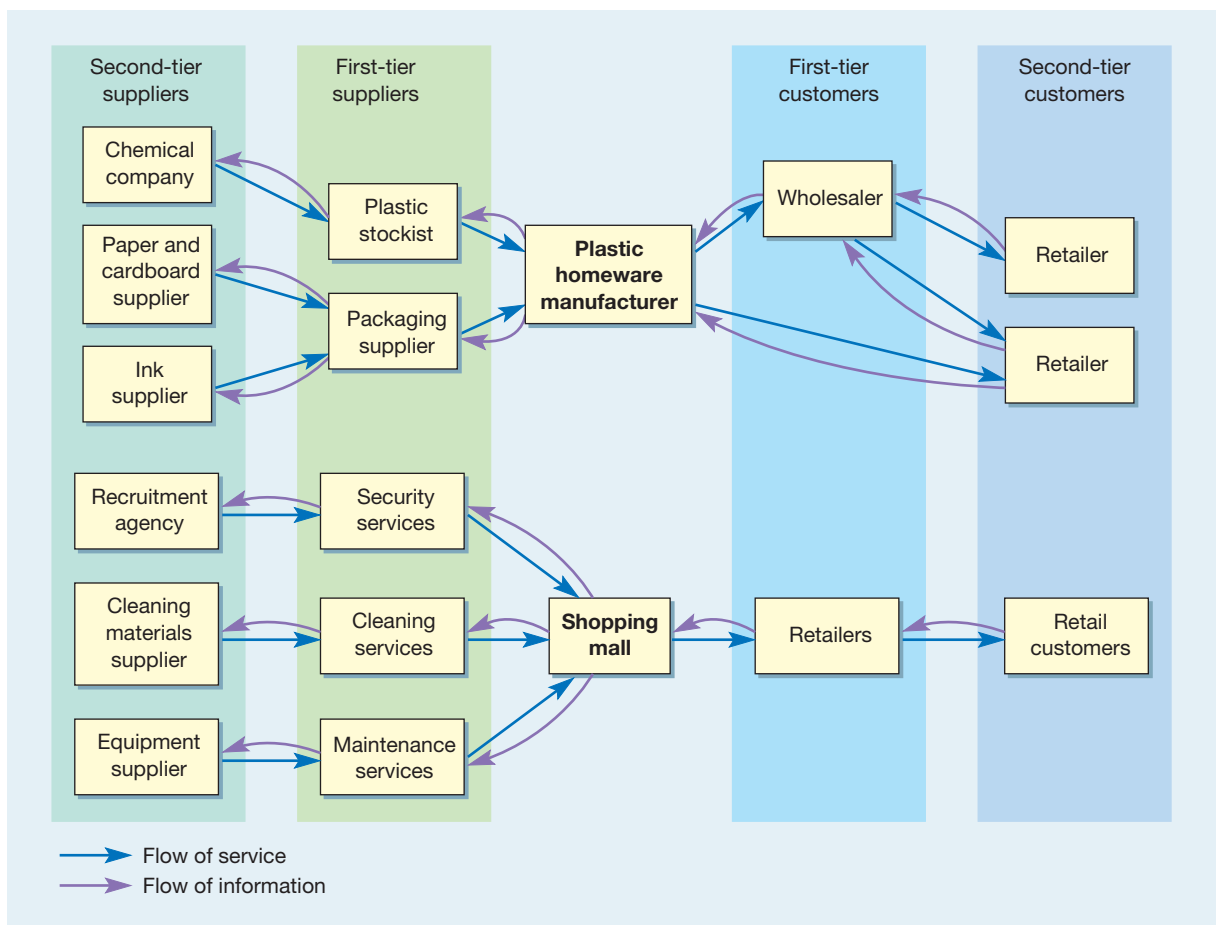 Second-tier
suppliers
First-tier
suppliers
First-tier
customers
Second-tier
customers
Chemical
company
Plastic
stockist
Paper and
cardboard
supplier
Packaging
supplier
Ink
supplier
Plastic
homeware
manufacturer
Wholesaler
Retailer
Retailer
Recruitment
agency
Security
services
Cleaning
materials
supplier
Cleaning
services
Shopping
mall
Retailers
Retail
customers
Equipment
supplier
Maintenance
services
Flow of service
Flow of information